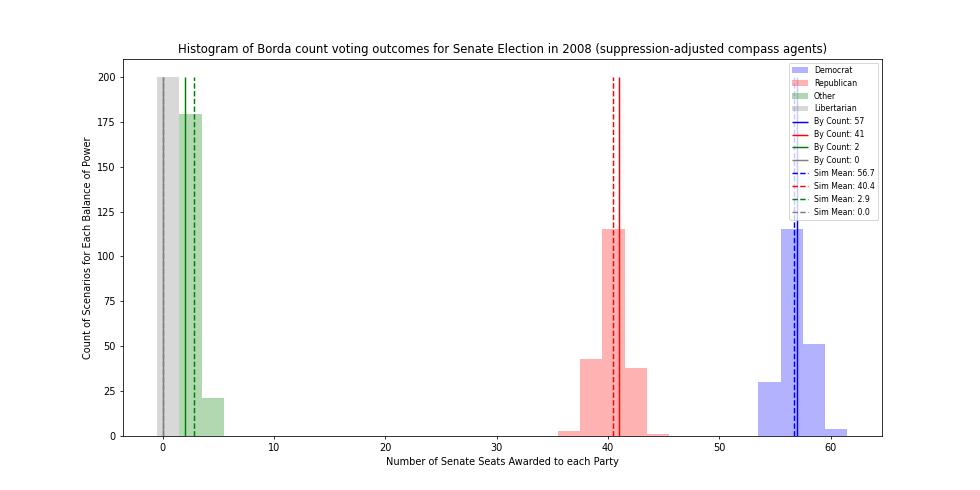 Histogram of Borda count voting outcomes for Senate Election in 2008 (suppression-adjusted compass agents)
Count of Scenarios for Each Balance of Power
200
175
150
125
100
75
50
25
0
Democrat
Republican
Other
Libertarian
By Count: 57
By Count: 41
By Count: 2
By Count: 0
Sim Mean: 56.7
Sim Mean: 40.4
Sim Mean: 2.9
Sim Mean: 0.0
0 10 20 30 40 50 60
Number of Senate Seats Awarded to each Party